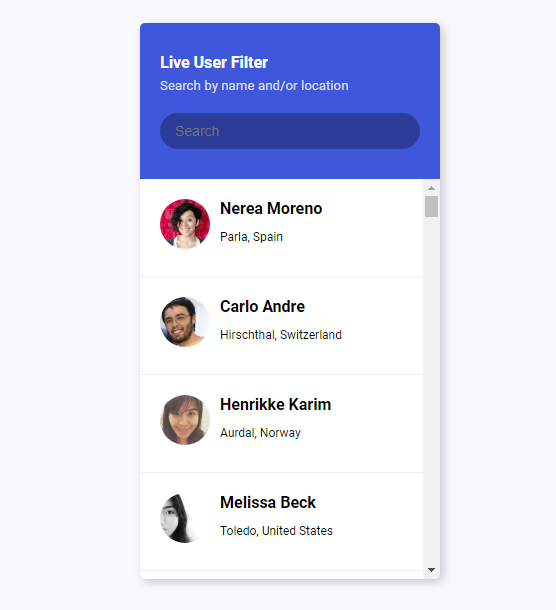 Live User Filter
Search by name and/or location
Search
Nerea Moreno
Parla, Spain
Carlo Andre
Hirschthal, Switzerland
Henrikke Karim
Aurdal, Norway
Melissa Beck
Toledo, United States